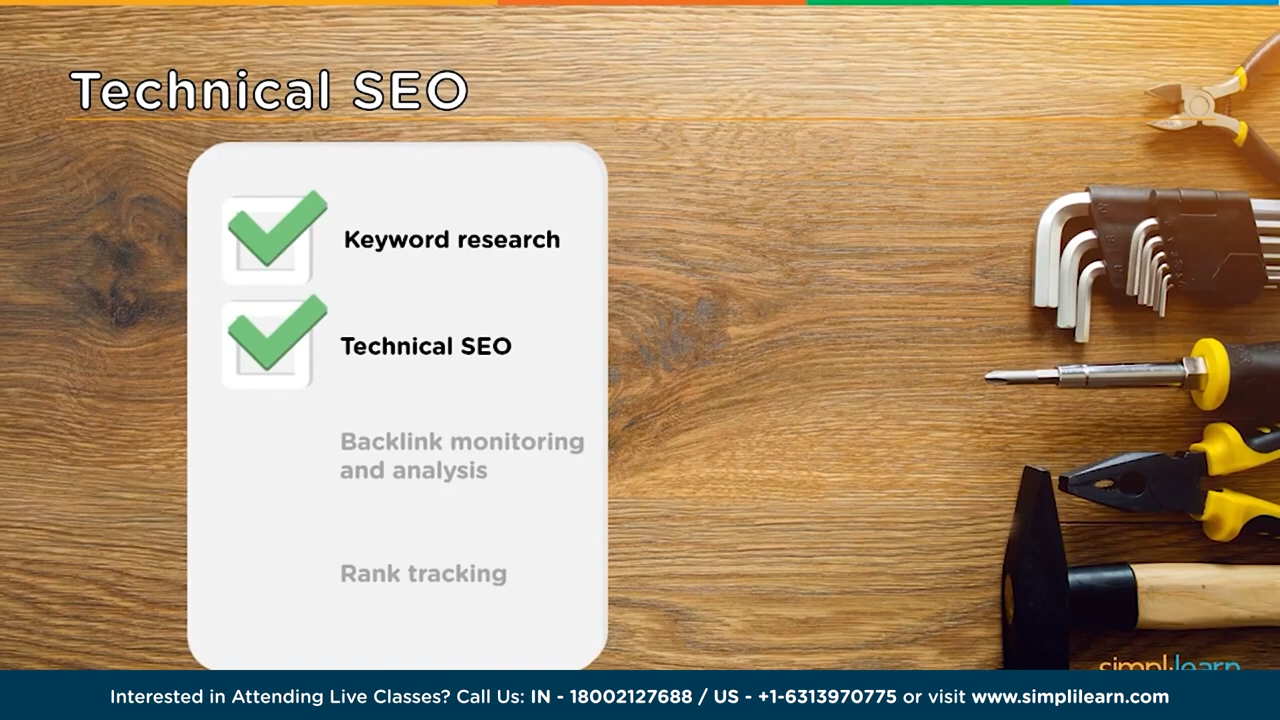 Technical SEO
Keyword research
Technical SEO
Backlink monitoring
and analysis
Rank tracking
simplilearn
Interested in Attending Live Classes? Call Us: IN - 18002127688 / US - +1-6313970775 or visit www.simplilearn.com